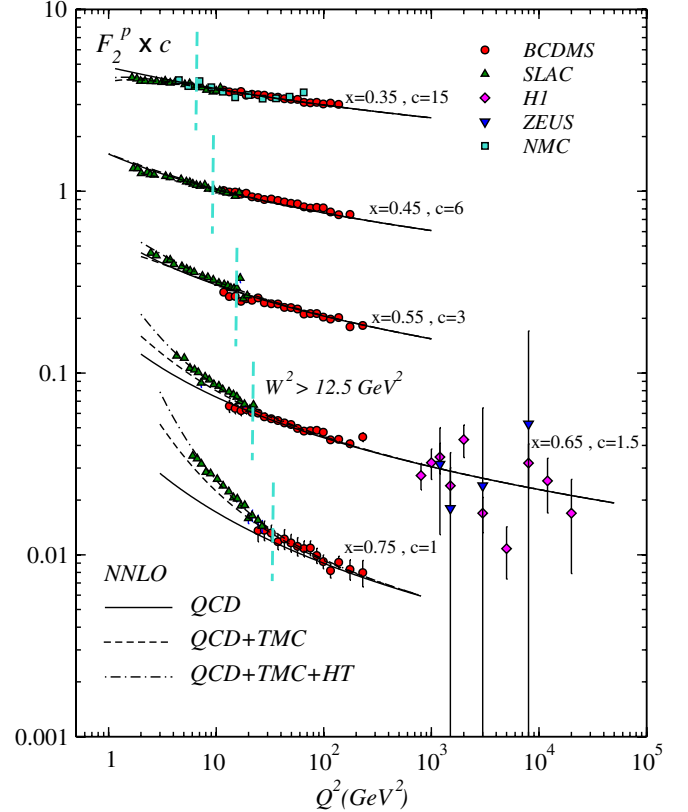 10
F₂ᵖ x c
BCDMS
SLAC
H1
ZEUS
NMC
x=0.35 , c=15
1
x=0.45 , c=6
x=0.55 , c=3
0.1
W² > 12.5 GeV²
x=0.65 , c=1.5
x=0.75 , c=1
0.01
NNLO
QCD
QCD+TMC
QCD+TMC+HT
0.001
1 10 10² 10³ 10⁴ 10⁵
Q²(GeV²)